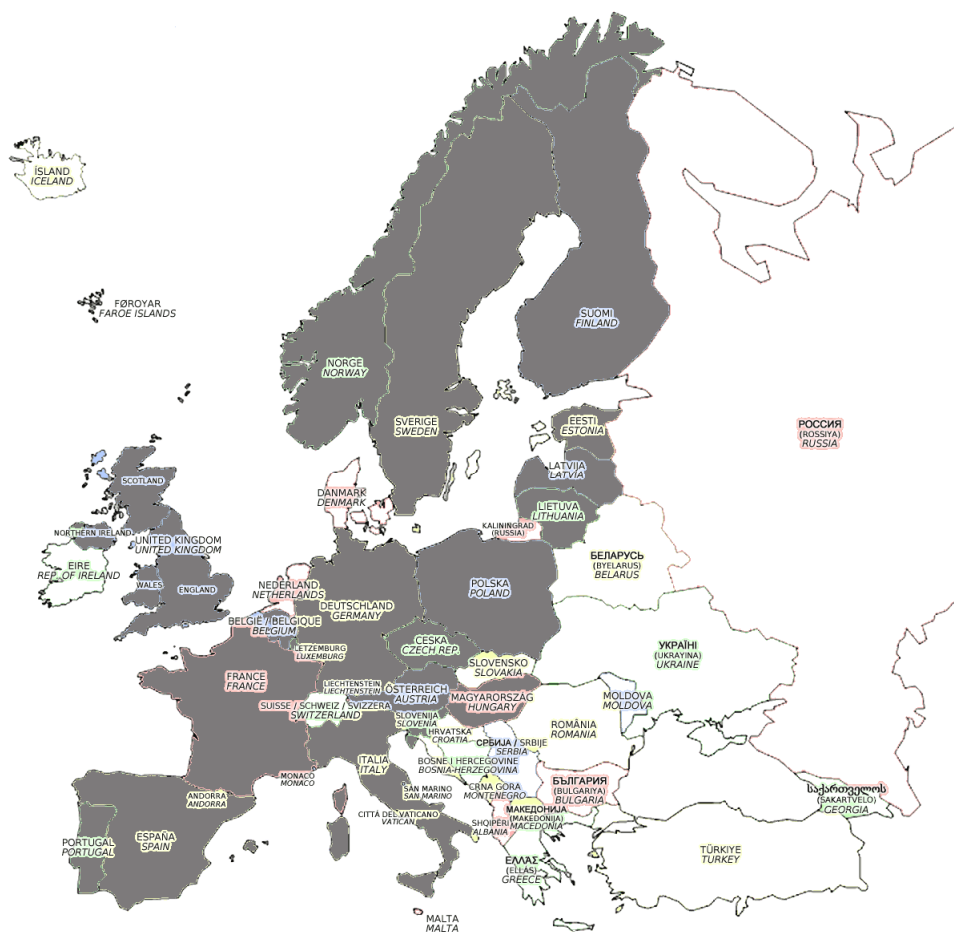 ÍSLAND
ICELAND
FØROYAR
FAROE ISLANDS
SUOMI
FINLAND
NORGE
NORWAY
SVERIGE
SWEDEN
EESTI
ESTONIA
РОССИЯ
(ROSSIYA)
RUSSIA
LATVIJA
LATVIA
SCOTLAND
DANMARK
DENMARK
LIETUVA
LITHUANIA
KALININGRAD
(RUSSIA)
NORTHERN IRELAND
UNITED KINGDOM
UNITED KINGDOM
EIRE
REP. OF IRELAND
БЕЛАРУСЬ
(BYELARUS)
BELARUS
WALES
ENGLAND
NEDERLAND
NETHERLANDS
POLSKA
POLAND
DEUTSCHLAND
GERMANY
BELGIË / BELGIQUE
BELGIUM
CESKA
CZECH REP.
УКРАЇНІ
(UKRAYINA)
UKRAINE
LETZEMBURG
LUXEMBURG
SLOVENSKO
SLOVAKIA
FRANCE
FRANCE
LIECHTENSTEIN
LIECHTENSTEIN
ÖSTERREICH
AUSTRIA
MAGYARORSZÁG
HUNGARY
MOLDOVA
MOLDOVA
SUISSE / SCHWEIZ / SVIZZERA
SWITZERLAND
SLOVENIJA
SLOVENIA
HRVATSKA
CROATIA
ROMÂNIA
ROMANIA
СРБИЈА / SRBIJE
SERBIA
ITALIA
ITALY
BOSNE I HERCEGOVINE
BOSNIA-HERZEGOVINA
MONACO
MONACO
CRNA GORA
MONTENEGRO
БЪЛГАРИЯ
(BULGARIYA)
BULGARIA
SAN MARINO
SAN MARINO
ANDORRA
ANDORRA
საქართველოს
(SAKARTVELO)
GEORGIA
CITTÀ DEL VATICANO
VATICAN
МАКЕДОНИЈА
(MAKEDONIJA)
MACEDONIA
SHQIPËRI
ALBANIA
ESPAÑA
SPAIN
PORTUGAL
PORTUGAL
TÜRKIYE
TURKEY
ΕΛΛΆΣ
(ELLAS)
GREECE
MALTA
MALTA